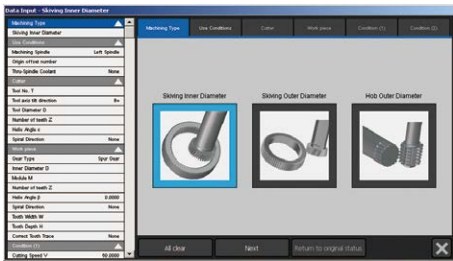 Data Input - Skiving Inner Diameter
Machining Type
Skiving Inner Diameter
Use Conditions
Machining Spindle Left Spindle
Origin offset number
Thru-Spindle Coolant None
Cutter
Tool No. T
Tool axis tilt direction B+
Tool Diameter D
Number of teeth Z
Helix Angle α
Spiral Direction None
Work piece
Gear Type Spur Gear
Inner Diameter D
Module M
Number of teeth Z
Helix Angle β 0.0000
Spiral Direction None
Tooth Width W
Tooth Depth H
Correct Tooth Trace None
Condition (1)
Cutting Speed V 60.0000
Machining Type Use Conditions Cutter Work piece Condition (1) Condition (2)
Skiving Inner Diameter Skiving Outer Diameter Hob Outer Diameter
All clear Next Return to original status